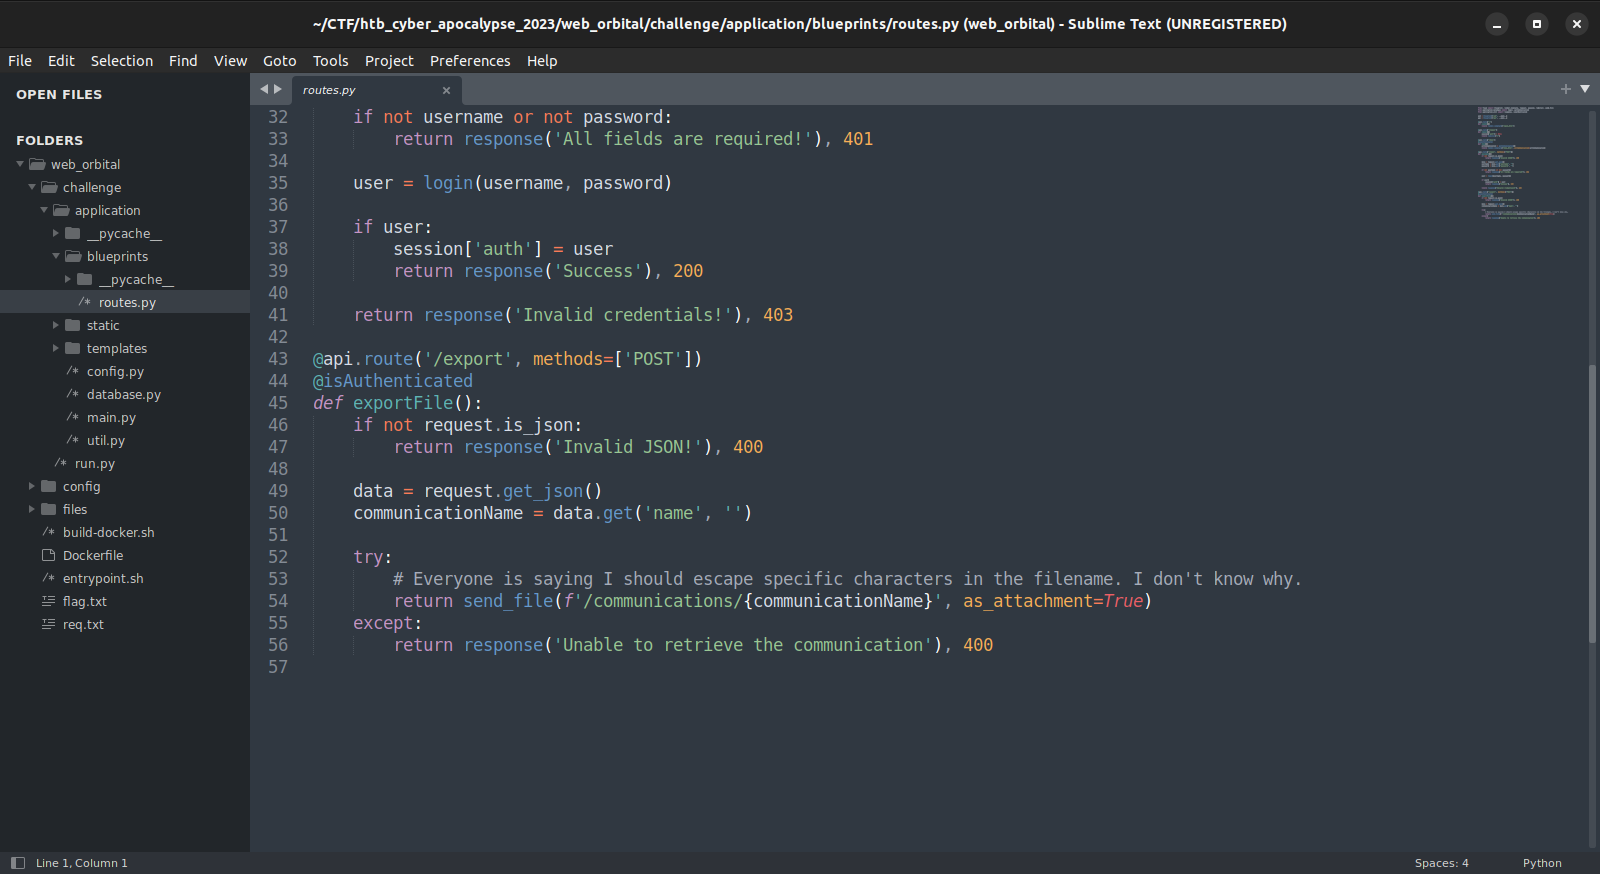 ~/CTF/htb_cyber_apocalypse_2023/web_orbital/challenge/application/blueprints/routes.py (web_orbital) - Sublime Text (UNREGISTERED)
File Edit Selection Find View Goto Tools Project Preferences Help
OPEN FILES
FOLDERS
web_orbital
challenge
application
__pycache__
blueprints
__pycache__
/* routes.py
static
templates
/* config.py
/* database.py
/* main.py
/* util.py
/* run.py
config
files
/* build-docker.sh
Dockerfile
/* entrypoint.sh
flag.txt
req.txt
routes.py ×
32     if not username or not password:
33         return response('All fields are required!'), 401
34
35     user = login(username, password)
36
37     if user:
38         session['auth'] = user
39         return response('Success'), 200
40
41     return response('Invalid credentials!'), 403
42
43 @api.route('/export', methods=['POST'])
44 @isAuthenticated
45 def exportFile():
46     if not request.is_json:
47         return response('Invalid JSON!'), 400
48
49     data = request.get_json()
50     communicationName = data.get('name', '')
51
52     try:
53         # Everyone is saying I should escape specific characters in the filename. I don't know why.
54         return send_file(f'/communications/{communicationName}', as_attachment=True)
55     except:
56         return response('Unable to retrieve the communication'), 400
57
Line 1, Column 1
Spaces: 4
Python